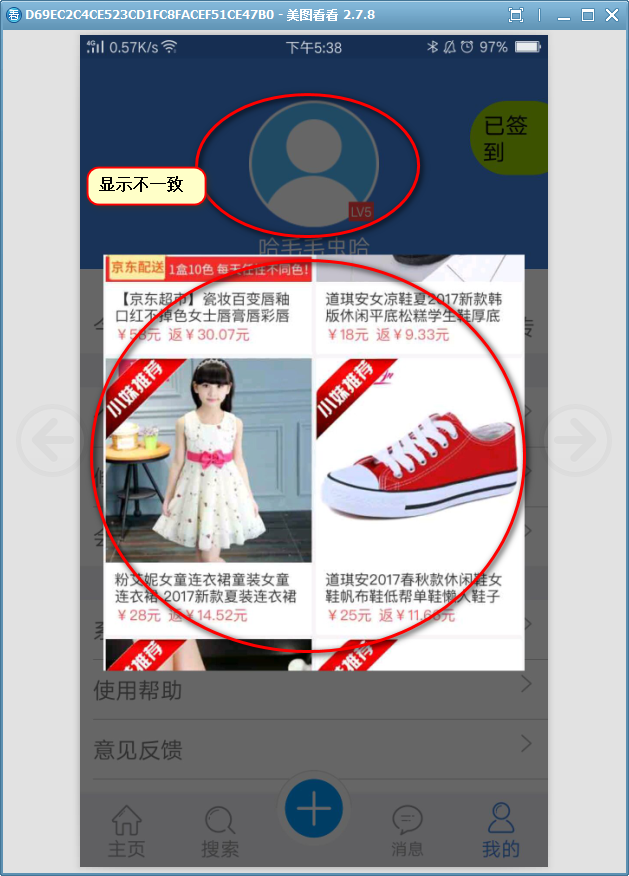 D69EC2C4CE523CD1FC8FACEF51CE47B0 - 美图看看 2.7.8
4G 0.57K/s 下午5:38 97%
已签
到
显示不一致
LV5
哈毛毛虫哈
京东配送 1盒10色 每天任性不同色!
【京东超市】瓷妆百变唇釉
口红不掉色女士唇膏唇彩唇
¥58元 返¥30.07元
道琪安女凉鞋夏2017新款韩
版休闲平底松糕学生鞋厚底
¥18元 返¥9.33元
小妹推荐
小妹推荐
粉艾妮女童连衣裙童装女童
连衣裙 2017新款夏装连衣裙
¥28元 返¥14.52元
道琪安2017春秋款休闲鞋女
鞋帆布鞋低帮单鞋懒人鞋子
¥25元 返¥11.66元
使用帮助
意见反馈
主页
搜索
消息
我的